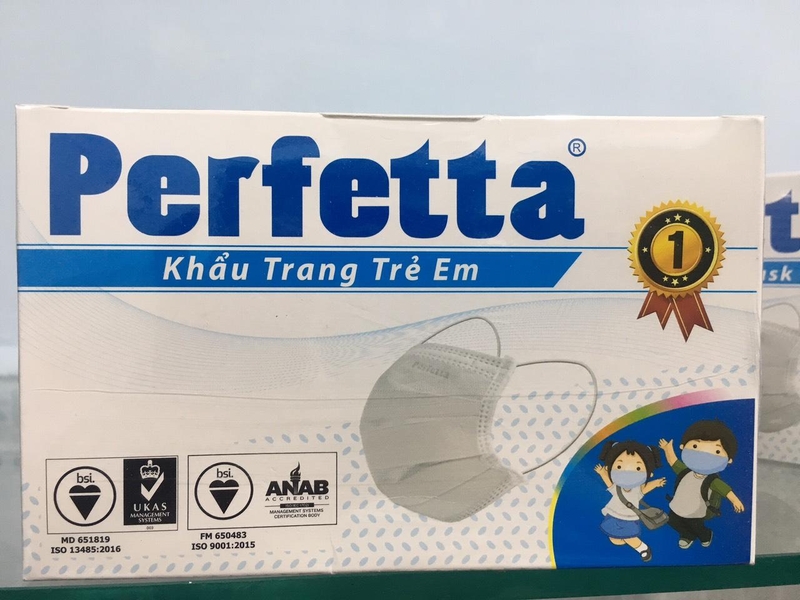 Perfetta®
Khẩu Trang Trẻ Em
1
Perfetta
bsi.
UKAS
MANAGEMENT
SYSTEMS
bsi.
ANAB
ACCREDITED
MANAGEMENT SYSTEMS
CERTIFICATION BODY
MD 651819
ISO 13485:2016
FM 650483
ISO 9001:2015